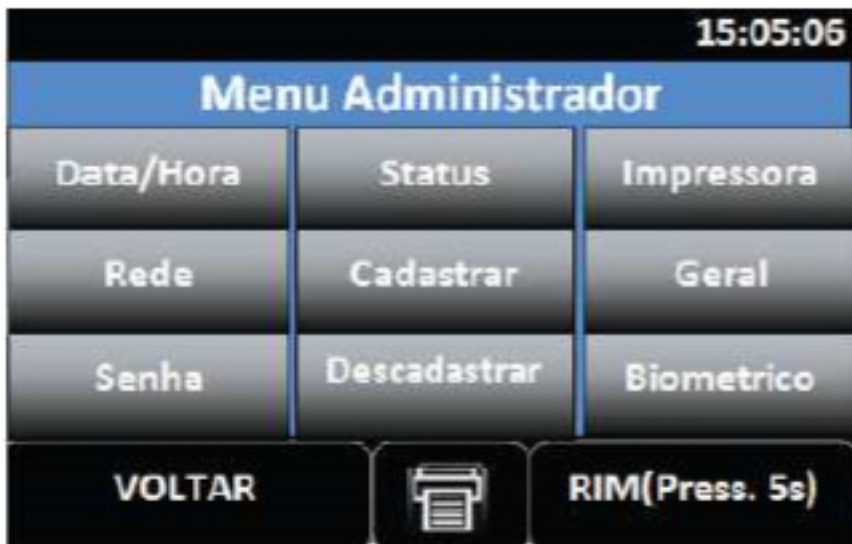 15:05:06
Menu Administrador
Data/Hora Status Impressora
Rede Cadastrar Geral
Senha Descadastrar Biometrico
VOLTAR RIM(Press. 5s)